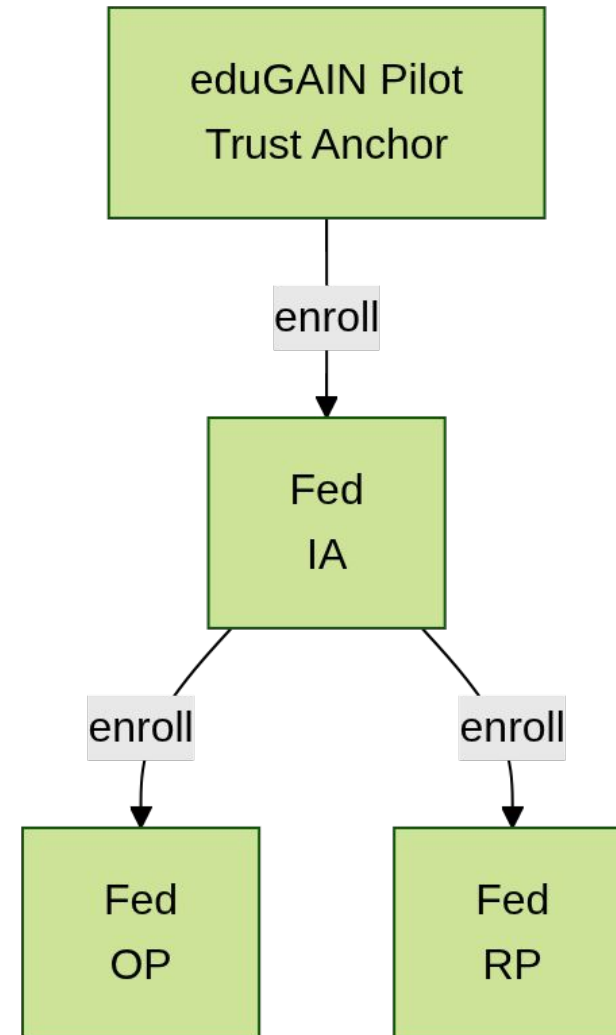 eduGAIN Pilot
Trust Anchor
enroll
Fed
IA
enroll
enroll
Fed
OP
Fed
RP